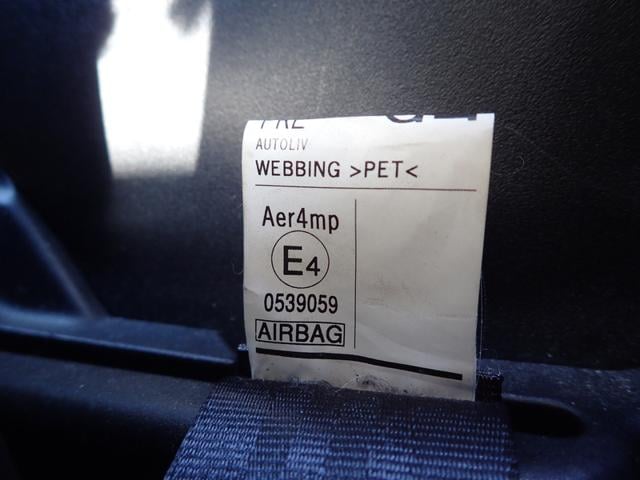 AUTOLIV
WEBBING >PET<
Aer4mp
E4
0539059
AIRBAG